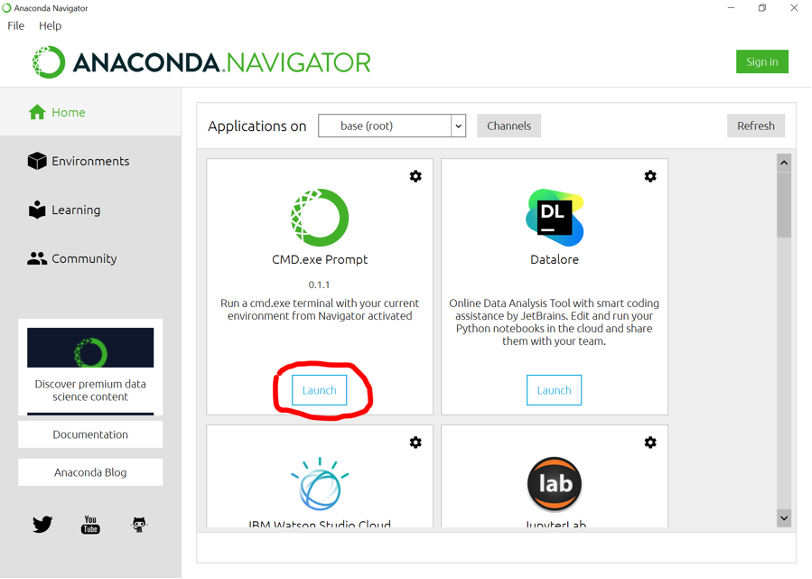 Anaconda Navigator
File Help
ANACONDA.NAVIGATOR
Sign in
Home
Environments
Learning
Community
Discover premium data
science content
Documentation
Anaconda Blog
You
Tube
Applications on base (root) Channels Refresh
CMD.exe Prompt
0.1.1
Run a cmd.exe terminal with your current
environment from Navigator activated
Launch
DL
Datalore
Online Data Analysis Tool with smart coding
assistance by JetBrains. Edit and run your
Python notebooks in the cloud and share
them with your team.
Launch
IBM Watson Studio Cloud
lab
JupyterLab